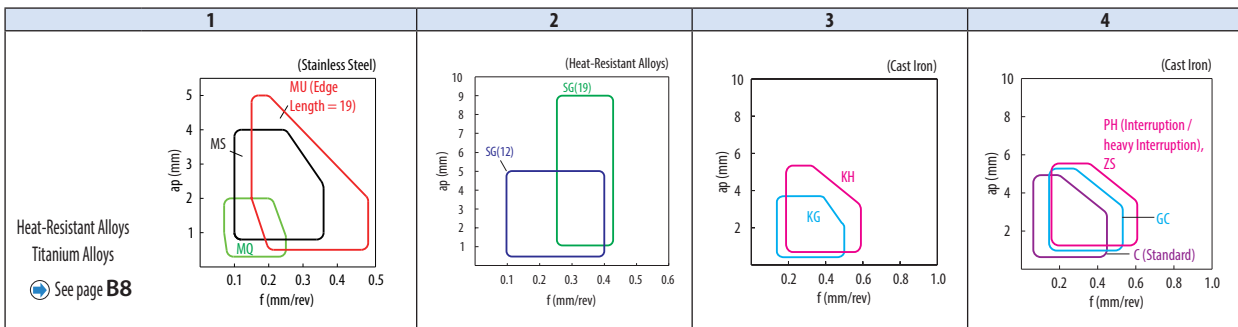 1
2
3
4
Heat-Resistant Alloys
Titanium Alloys
See page B8
(Stainless Steel)
MU (Edge
Length = 19)
MS
MQ
ap (mm)
5
4
3
2
1
0.1 0.2 0.3 0.4 0.5
f (mm/rev)
(Heat-Resistant Alloys)
SG(19)
SG(12)
ap (mm)
10
9
8
7
6
5
4
3
2
1
0.1 0.2 0.3 0.4 0.5 0.6
f (mm/rev)
(Cast Iron)
KH
KG
ap (mm)
10
8
6
4
2
0.2 0.4 0.6 0.8 1.0
f (mm/rev)
(Cast Iron)
PH (Interruption /
heavy Interruption),
ZS
GC
C (Standard)
ap (mm)
10
8
6
4
2
0.2 0.4 0.6 0.8 1.0
f (mm/rev)